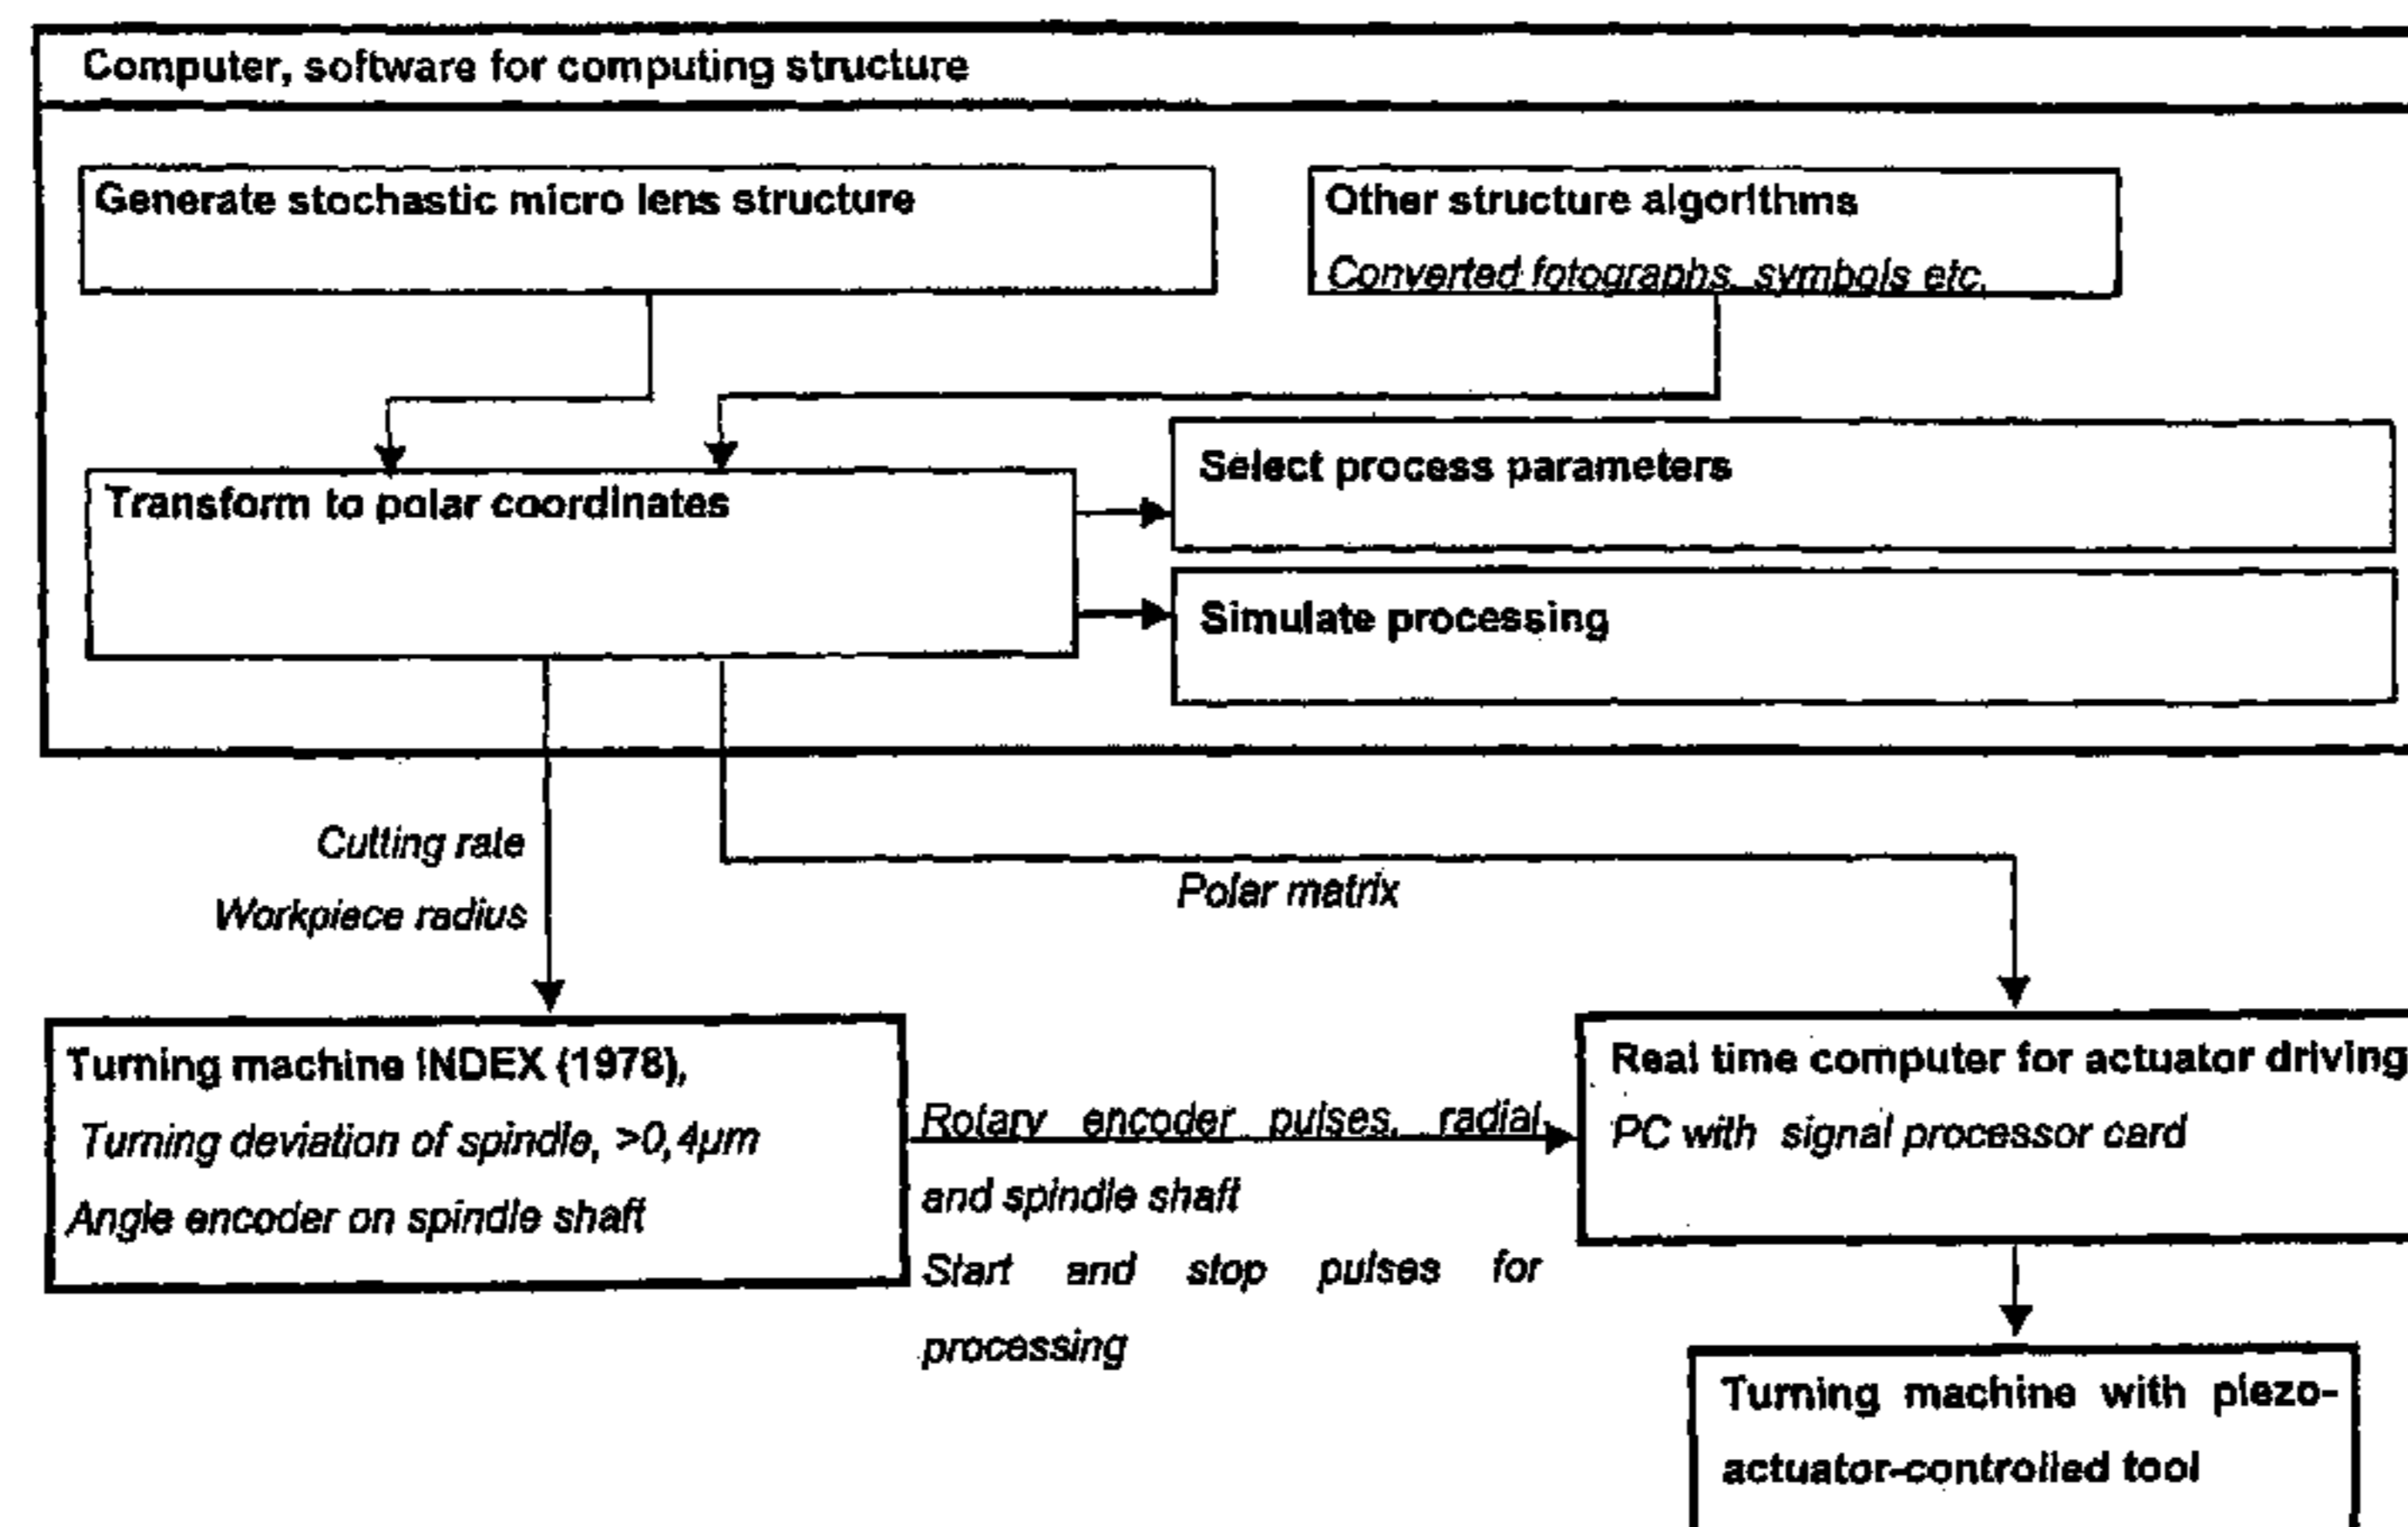 Computer, software for computing structure
Generate stochastic micro lens structure
Other structure algorithms
Converted fotographs, symbols etc.
Transform to polar coordinates
Select process parameters
Simulate processing
Cutting rate
Workpiece radius
Polar matrix
Turning machine INDEX (1978),
Turning deviation of spindle, >0,4µm
Angle encoder on spindle shaft
Rotary encoder pulses, radial,
and spindle shaft
Start and stop pulses for
processing
Real time computer for actuator driving
PC with signal processor card
Turning machine with piezo-
actuator-controlled tool